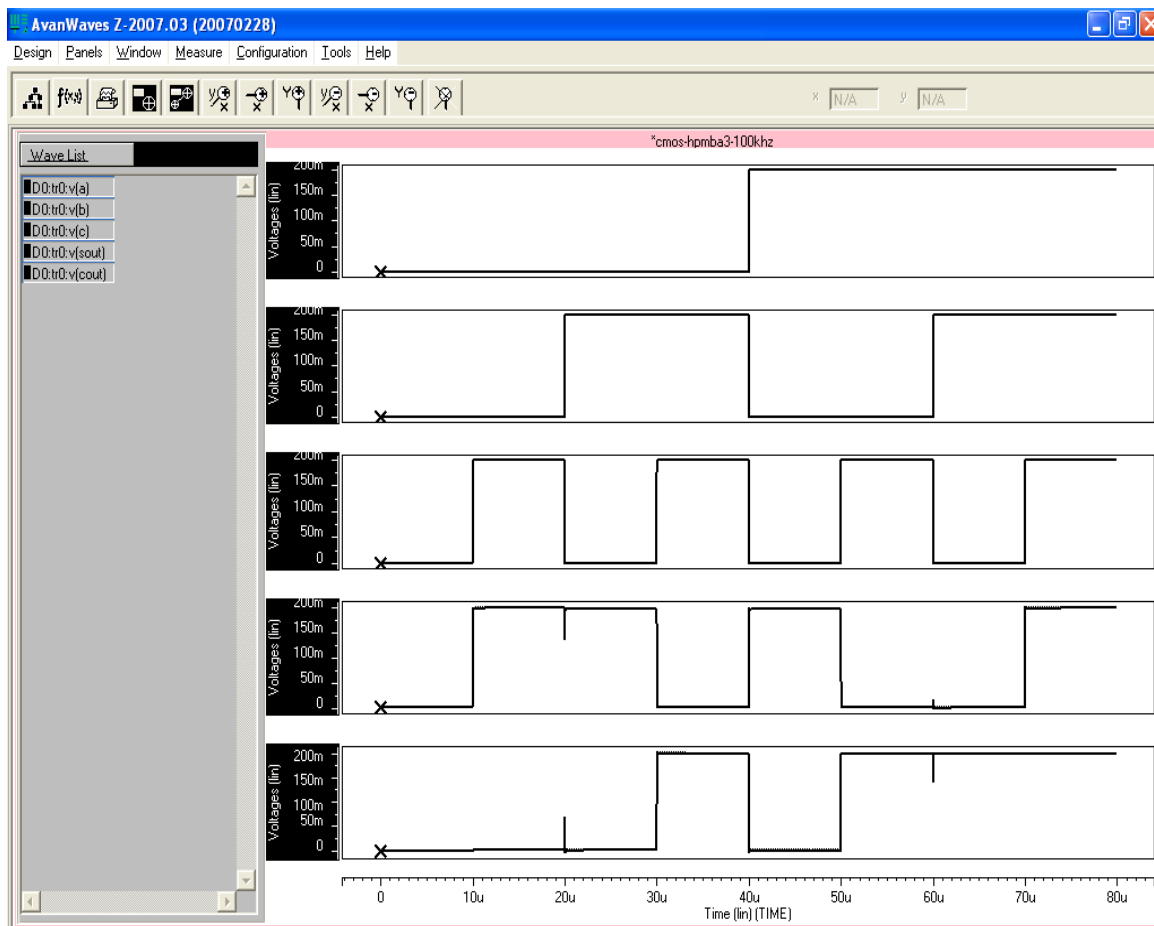 AvanWaves Z-2007.03 (20070228)
Design Panels Window Measure Configuration Tools Help
f(x,y)
x N/A y N/A
*cmos-hpmba3-100khz
Wave List
D0:tr0:v(a)
D0:tr0:v(b)
D0:tr0:v(c)
D0:tr0:v(sout)
D0:tr0:v(cout)
Voltages (lin)
200m
150m
100m
50m
0
Voltages (lin)
200m
150m
100m
50m
0
Voltages (lin)
200m
150m
100m
50m
0
Voltages (lin)
200m
150m
100m
50m
0
Voltages (lin)
200m
150m
100m
50m
0
0 10u 20u 30u 40u 50u 60u 70u 80u
Time (lin) (TIME)